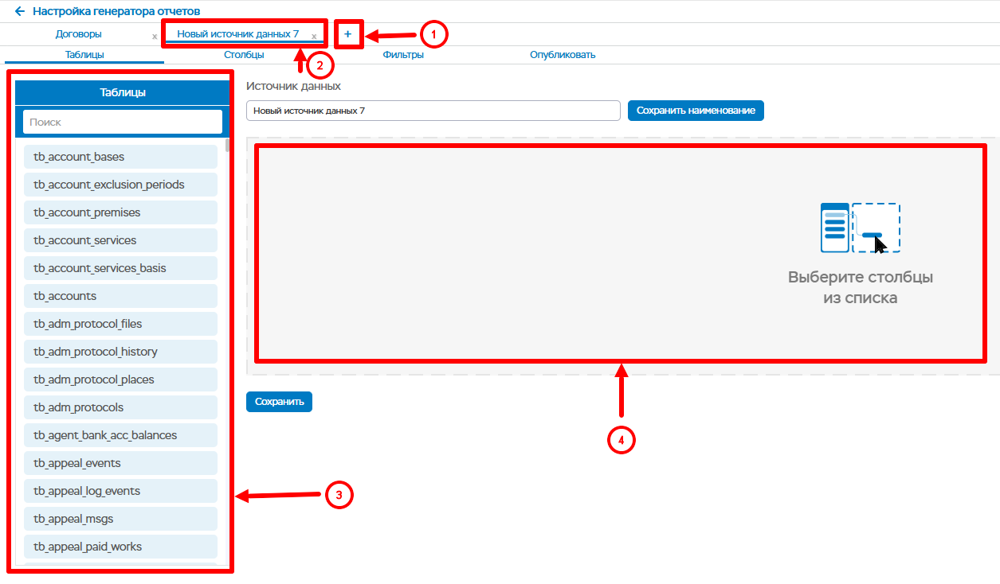 Настройка генератора отчетов
Договоры x Новый источник данных 7 x + 1
2
Таблицы Столбцы Фильтры Опубликовать
Таблицы
Поиск
tb_account_bases
tb_account_exclusion_periods
tb_account_premises
tb_account_services
tb_account_services_basis
tb_accounts
tb_adm_protocol_files
tb_adm_protocol_history
tb_adm_protocol_places
tb_adm_protocols
tb_agent_bank_acc_balances
tb_appeal_events
tb_appeal_log_events
tb_appeal_msgs
tb_appeal_paid_works
3
Источник данных
Новый источник данных 7 Сохранить наименование
Выберите столбцы
из списка
Сохранить
4